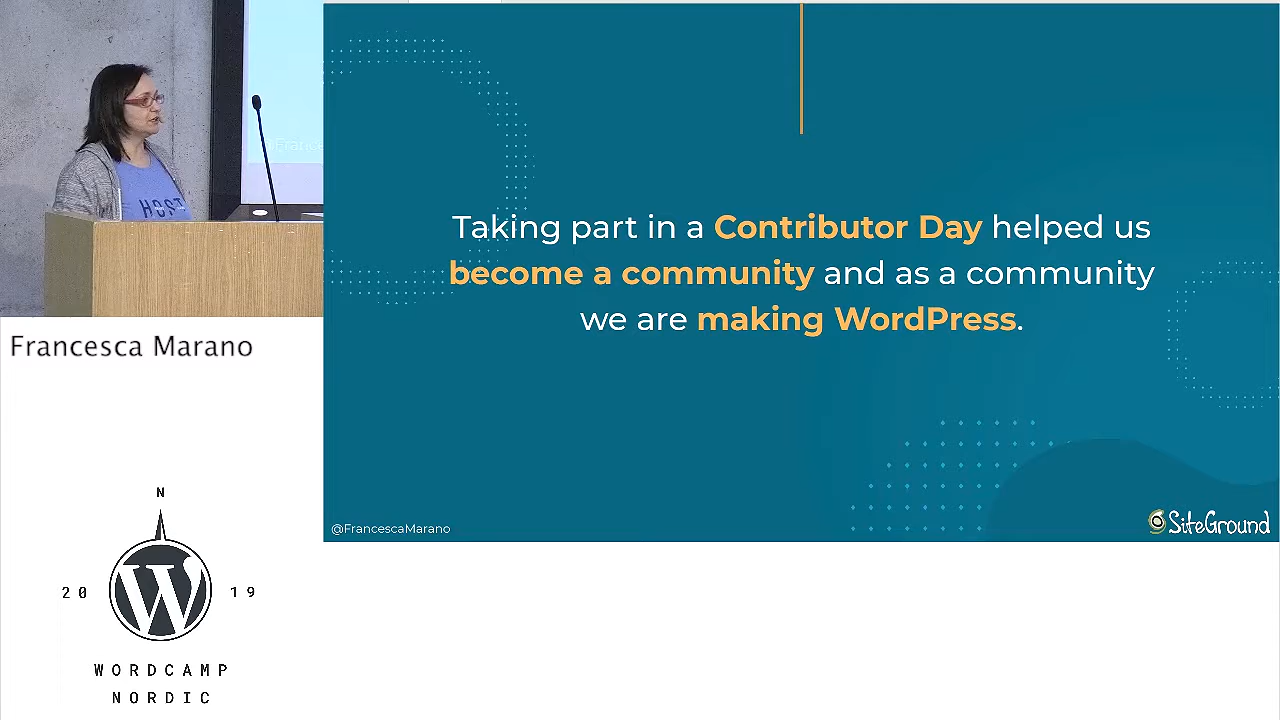 HOST
@France
Taking part in a Contributor Day helped us
become a community and as a community
we are making WordPress.
@FrancescaMarano
SiteGround
Francesca Marano
N
20 19
W
WORDCAMP
NORDIC